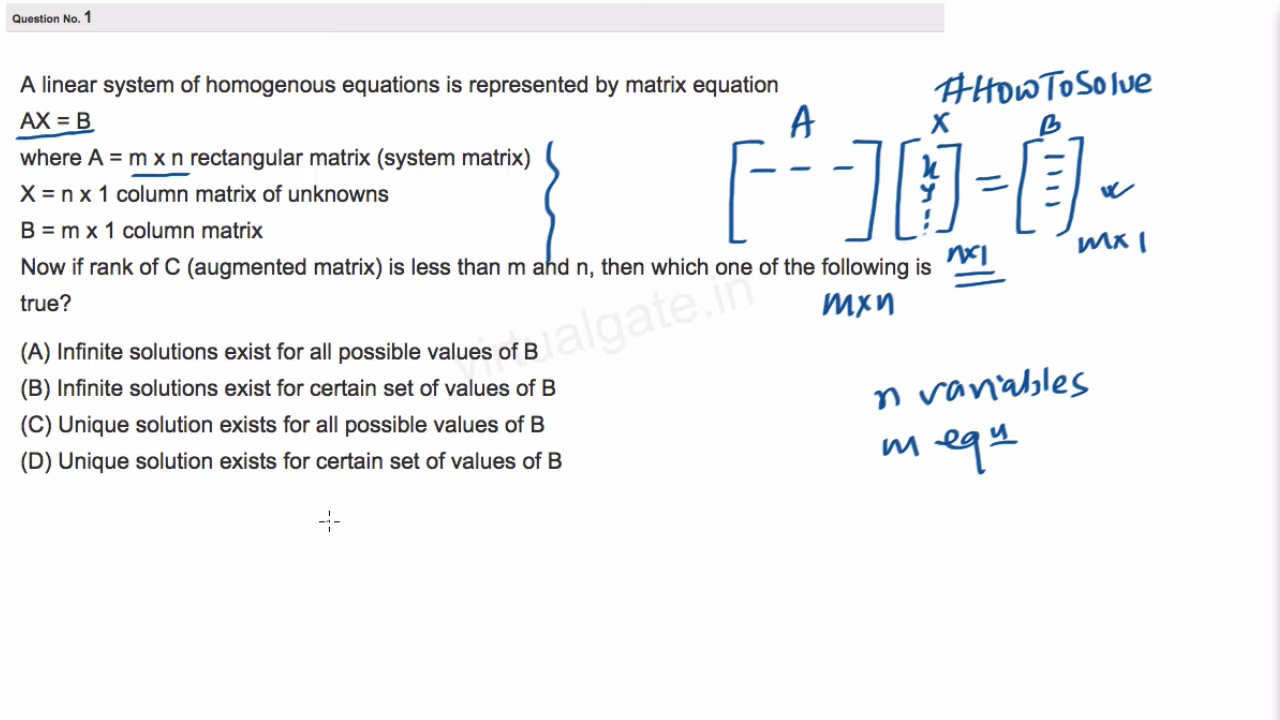 Question No. 1
#HowToSolve
A linear system of homogenous equations is represented by matrix equation
AX = B
where A = m x n rectangular matrix (system matrix)
X = n x 1 column matrix of unknowns
B = m x 1 column matrix
Now if rank of C (augmented matrix) is less than m and n, then which one of the following is
true?
A X B
[ – – – ] [ x y ⋮ ] = [ – – – – ]
n×1 m×1
m×n
virtualgate.in
(A) Infinite solutions exist for all possible values of B
(B) Infinite solutions exist for certain set of values of B
(C) Unique solution exists for all possible values of B
(D) Unique solution exists for certain set of values of B
n variables
m eqn